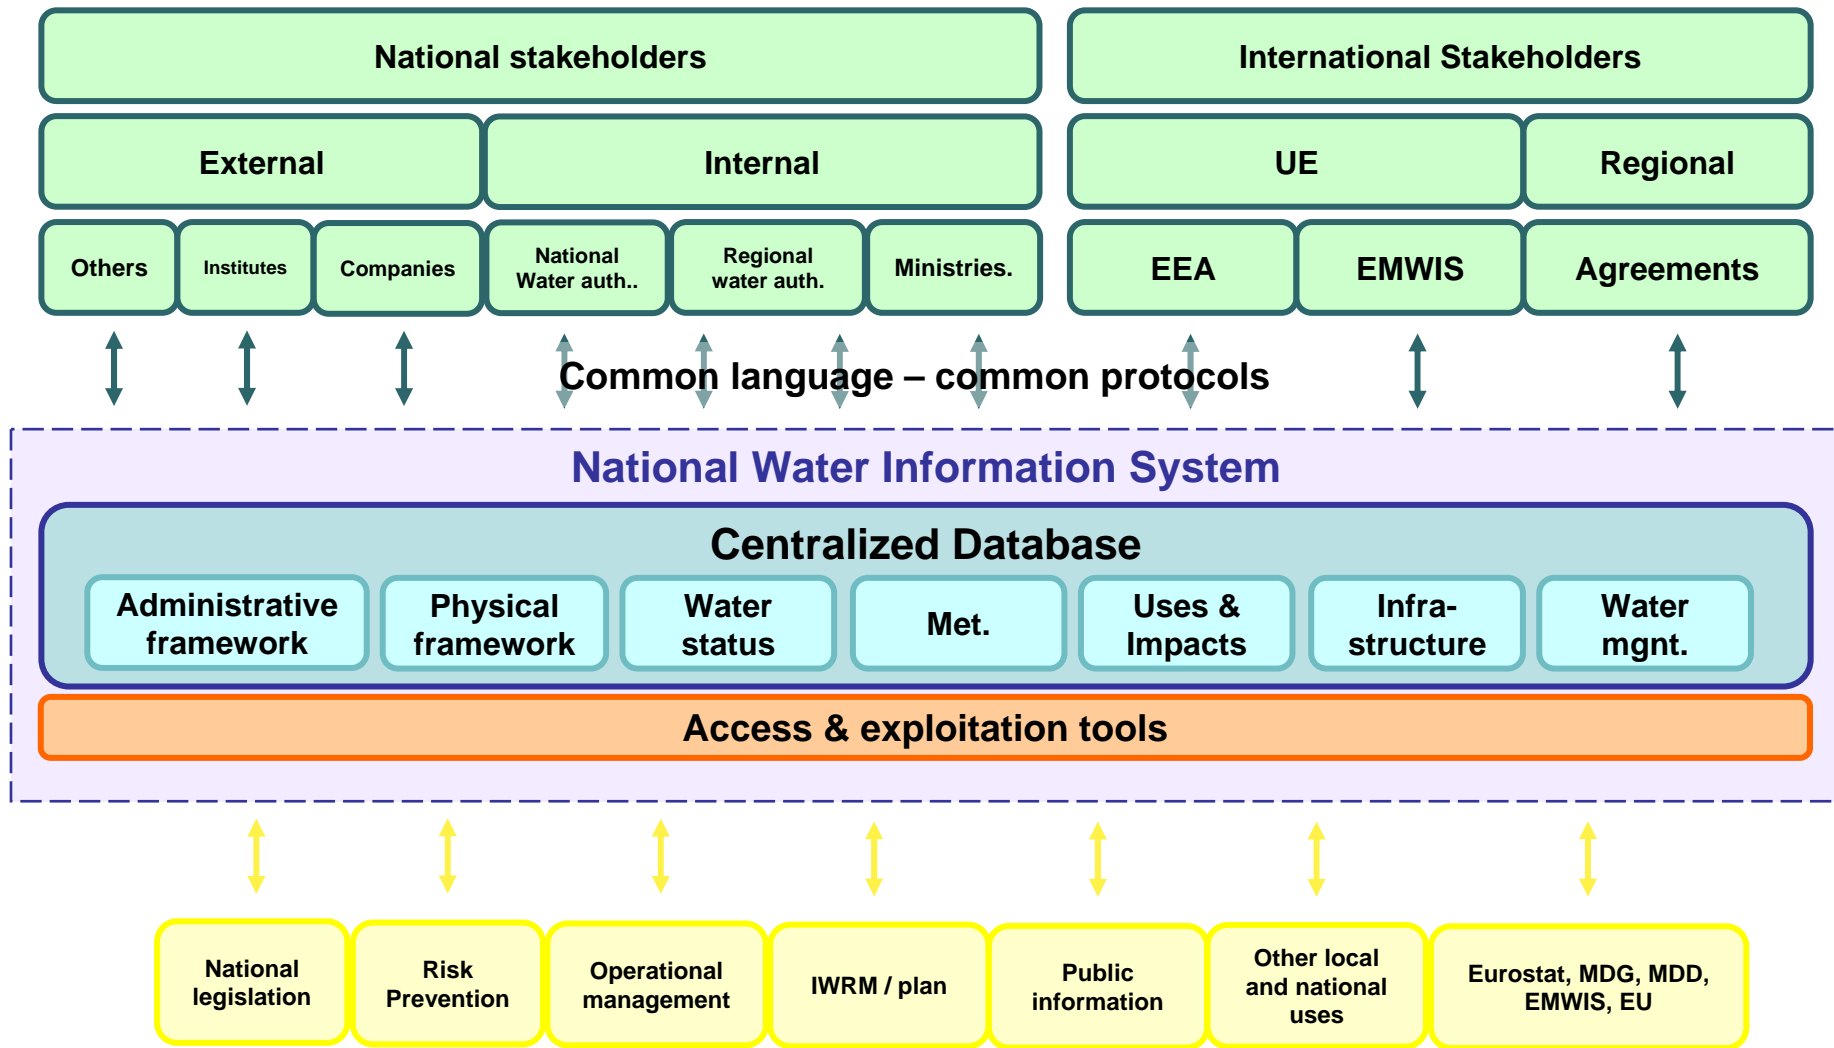 National stakeholders
International Stakeholders
External
Internal
UE
Regional
Others
Institutes
Companies
National
Water auth..
Regional
water auth.
Ministries.
EEA
EMWIS
Agreements
Common language – common protocols
National Water Information System
Centralized Database
Administrative
framework
Physical
framework
Water
status
Met.
Uses &
Impacts
Infra-
structure
Water
mgnt.
Access & exploitation tools
National
legislation
Risk
Prevention
Operational
management
IWRM / plan
Public
information
Other local
and national
uses
Eurostat, MDG, MDD,
EMWIS, EU